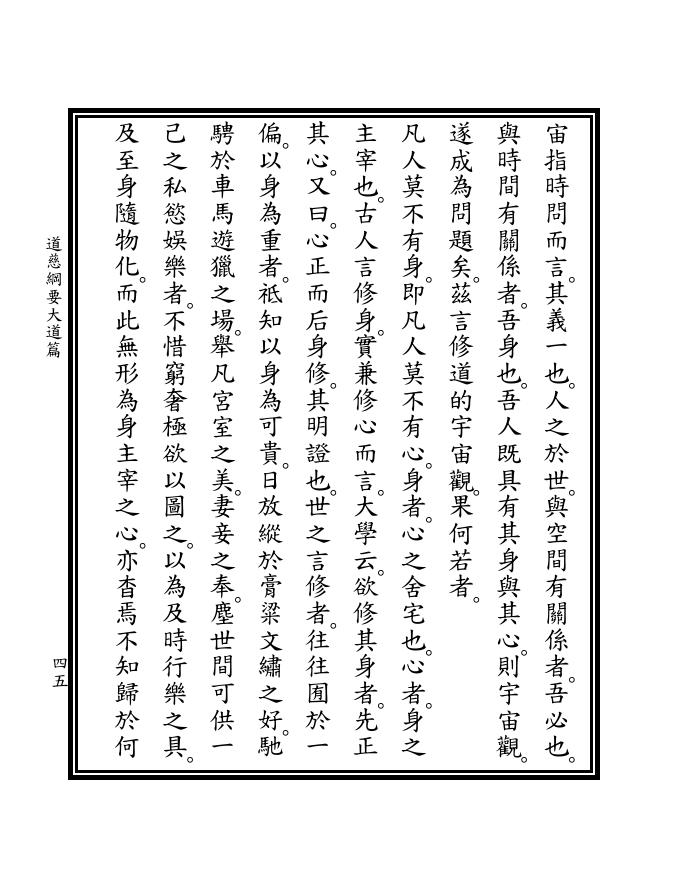 宙指時問而言。其義一也。人之於世。與空間有關係者。吾必也。
與時間有關係者。吾身也。吾人既具有其身與其心。則宇宙觀。
遂成為問題矣。茲言修道的宇宙觀。果何若者。
凡人莫不有身。即凡人莫不有心。身者。心之舍宅也。心者。身之
主宰也。古人言修身。實兼修心而言。大學云。欲修其身者。先正
其心。又曰。心正而后身修。其明證也。世之言修者。往往囿於一
偏。以身為重者。祗知以身為可貴。日放縱於膏粱文繡之好。馳
騁於車馬遊獵之場。舉凡宮室之美。妻妾之奉。塵世間可供一
己之私慾娛樂者。不惜窮奢極欲以圖之。以為及時行樂之具。
及至身隨物化。而此無形為身主宰之心。亦杳焉不知歸於何
道慈綱要大道篇
四五